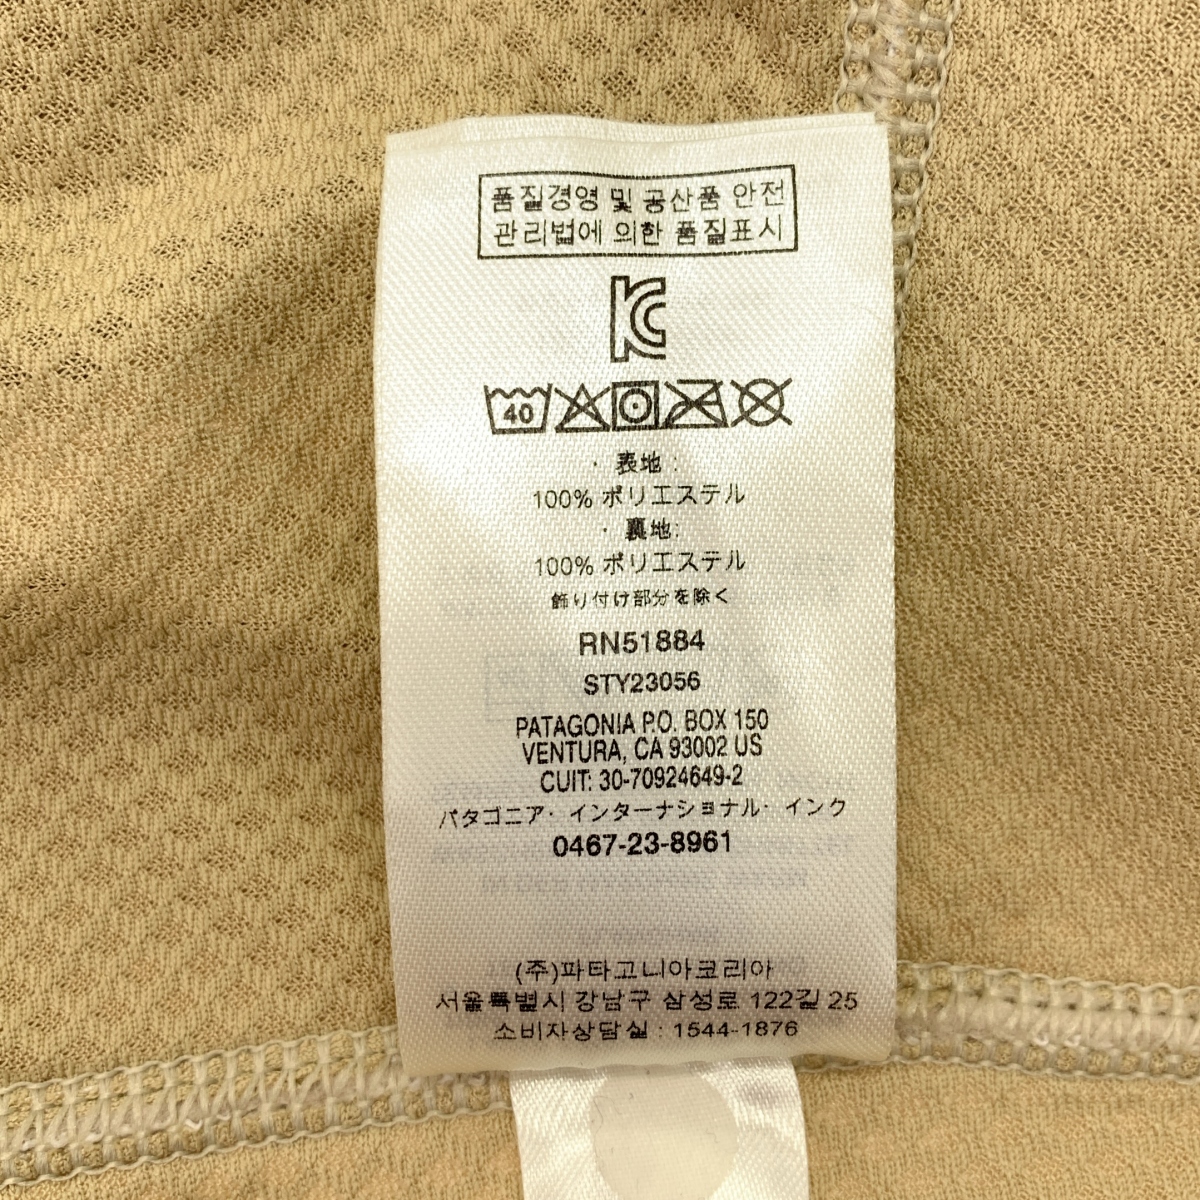 품질경영 및 공산품 안전
관리법에 의한 품질표시
KC
40
· 表地 :
100% ポリエステル
· 裏地:
100% ポリエステル
飾り付け部分を除く
RN51884
STY23056
PATAGONIA P.O. BOX 150
VENTURA, CA 93002 US
CUIT: 30-70924649-2
パタゴニア・インターナショナル・インク
0467-23-8961
(주)파타고니아코리아
서울특별시 강남구 삼성로 122길 25
소비자상담실 : 1544-1876